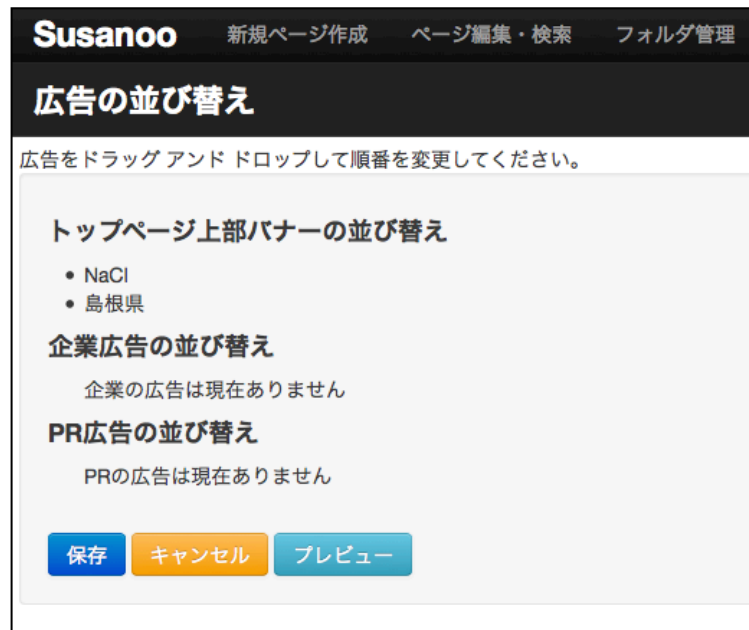 Susanoo 新規ページ作成 ページ編集・検索 フォルダ管理
広告の並び替え
広告をドラッグ アンド ドロップして順番を変更してください。
トップページ上部バナーの並び替え
• NaCl
• 島根県
企業広告の並び替え
企業の広告は現在ありません
PR広告の並び替え
PRの広告は現在ありません
保存 キャンセル プレビュー